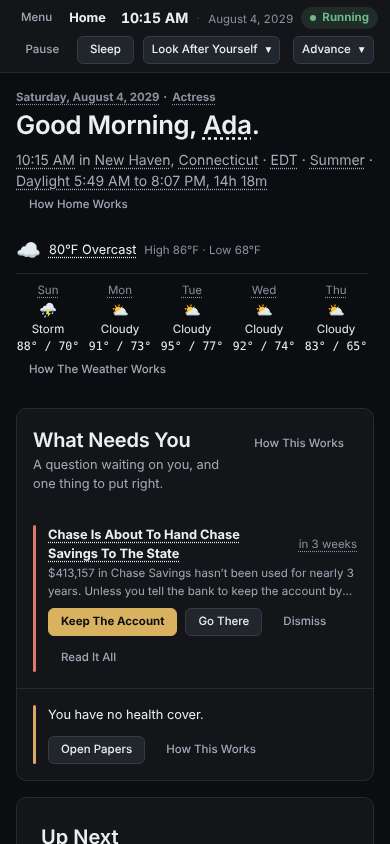 Menu Home 10:15 AM · August 4, 2029 Running
Pause Sleep Look After Yourself ▾ Advance ▾
Saturday, August 4, 2029 · Actress
Good Morning, Ada.
10:15 AM in New Haven, Connecticut · EDT · Summer ·
Daylight 5:49 AM to 8:07 PM, 14h 18m
How Home Works
80°F Overcast High 86°F · Low 68°F
Sun Mon Tue Wed Thu
Storm Cloudy Cloudy Cloudy Cloudy
88° / 70° 91° / 73° 95° / 77° 92° / 74° 83° / 65°
How The Weather Works
What Needs You How This Works
A question waiting on you, and
one thing to put right.
Chase Is About To Hand Chase
Savings To The State
in 3 weeks
$413,157 in Chase Savings hasn't been used for nearly 3
years. Unless you tell the bank to keep the account by…
Keep The Account Go There Dismiss
Read It All
You have no health cover.
Open Papers How This Works
Up Next